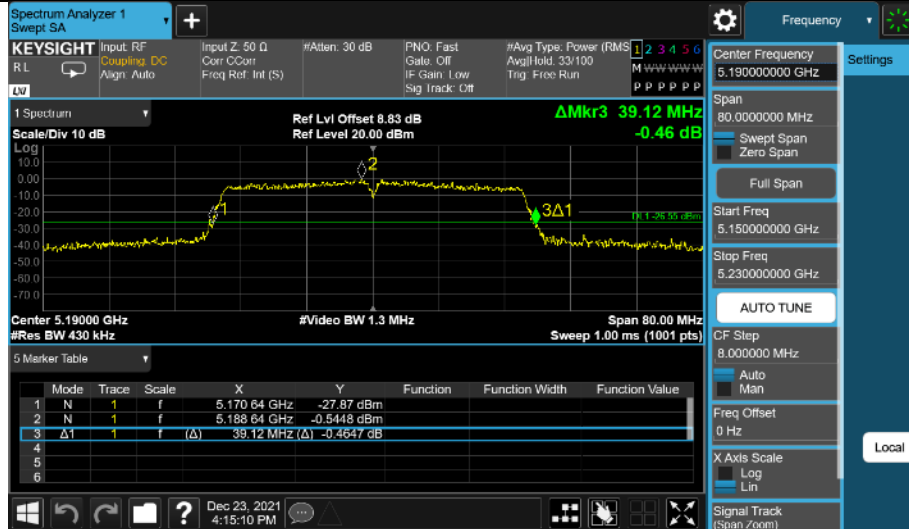 Spectrum Analyzer 1
Swept SA
+
Frequency
KEYSIGHT
RL
LXI
Input: RF
Coupling: DC
Align: Auto
Input Z: 50 Ω
Corr CCorr
Freq Ref: Int (S)
#Atten: 30 dB
PNO: Fast
Gate: Off
IF Gain: Low
Sig Track: Off
#Avg Type: Power (RMS
Avg|Hold: 33/100
Trig: Free Run
1 2 3 4 5 6
M W W W W W
P P P P P P
1 Spectrum
Scale/Div 10 dB
Ref Lvl Offset 8.83 dB
Ref Level 20.00 dBm
ΔMkr3 39.12 MHz
-0.46 dB
Log
10.0
0.00
-10.0
-20.0
-30.0
-40.0
-50.0
-60.0
-70.0
1
2
3Δ1
DL1 -26.55 dBm
Center 5.19000 GHz
#Res BW 430 kHz
#Video BW 1.3 MHz
Span 80.00 MHz
Sweep 1.00 ms (1001 pts)
5 Marker Table
Mode Trace Scale X Y Function Function Width Function Value
1 N 1 f 5.170 64 GHz -27.87 dBm
2 N 1 f 5.188 64 GHz -0.5448 dBm
3 Δ1 1 f (Δ) 39.12 MHz (Δ) -0.4647 dB
4
5
6
Dec 23, 2021
4:15:10 PM
?
Center Frequency
5.190000000 GHz
Span
80.0000000 MHz
Swept Span
Zero Span
Full Span
Start Freq
5.150000000 GHz
Stop Freq
5.230000000 GHz
AUTO TUNE
CF Step
8.000000 MHz
Auto
Man
Freq Offset
0 Hz
X Axis Scale
Log
Lin
Signal Track
(Span Zoom)
Settings
Local